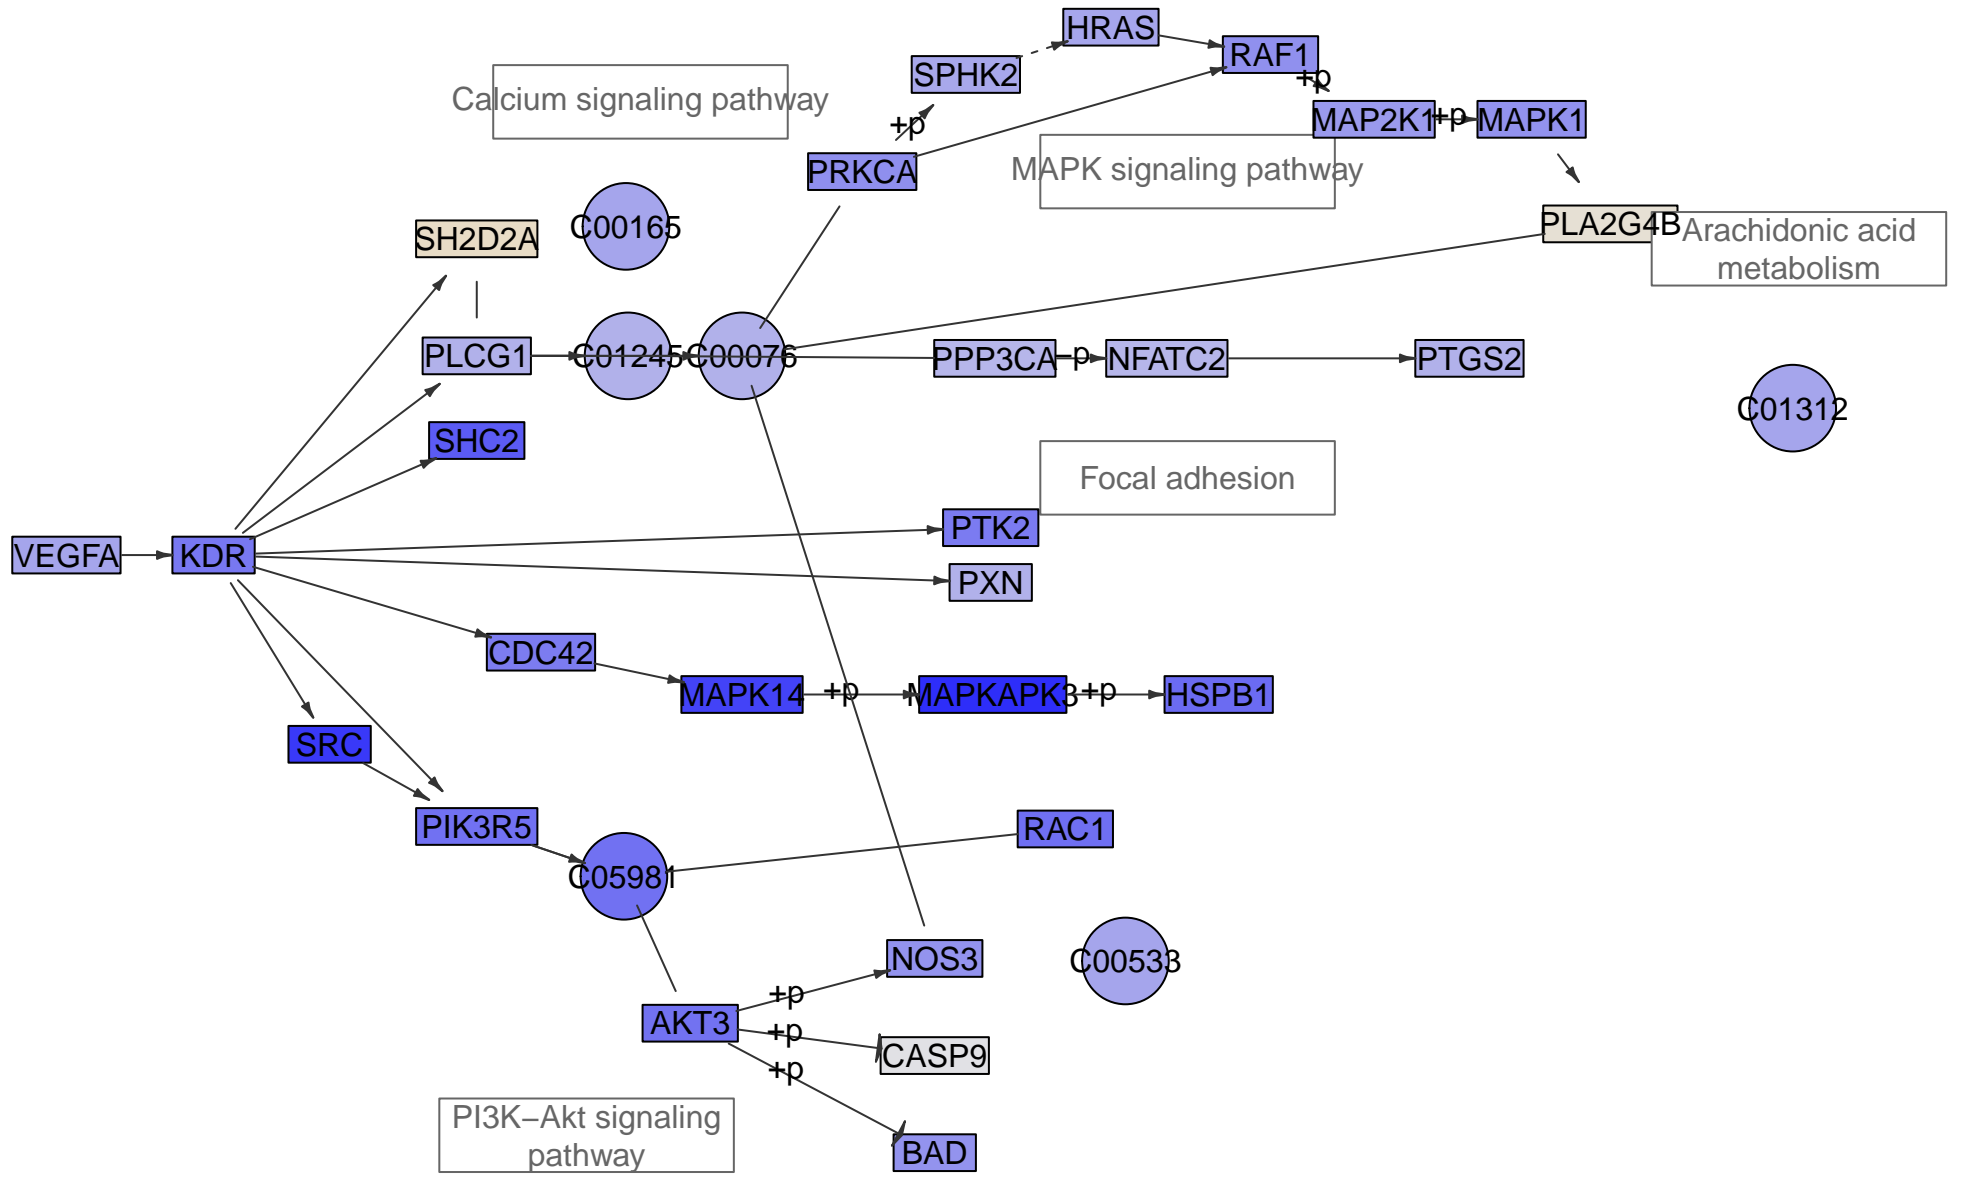 HRAS
RAF1
SPHK2
+p
Calcium signaling pathway
MAP2K1
+p
MAPK1
+p
PRKCA
MAPK signaling pathway
C00165
SH2D2A
PLA2G4B
Arachidonic acid
metabolism
PLCG1
C01245
C00076
PPP3CA
−p
NFATC2
PTGS2
C01312
SHC2
Focal adhesion
PTK2
VEGFA
KDR
PXN
CDC42
MAPK14
+p
MAPKAPK3
+p
HSPB1
SRC
PIK3R5
RAC1
C05981
NOS3
C00533
+p
AKT3
+p
CASP9
+p
PI3K−Akt signaling
pathway
BAD